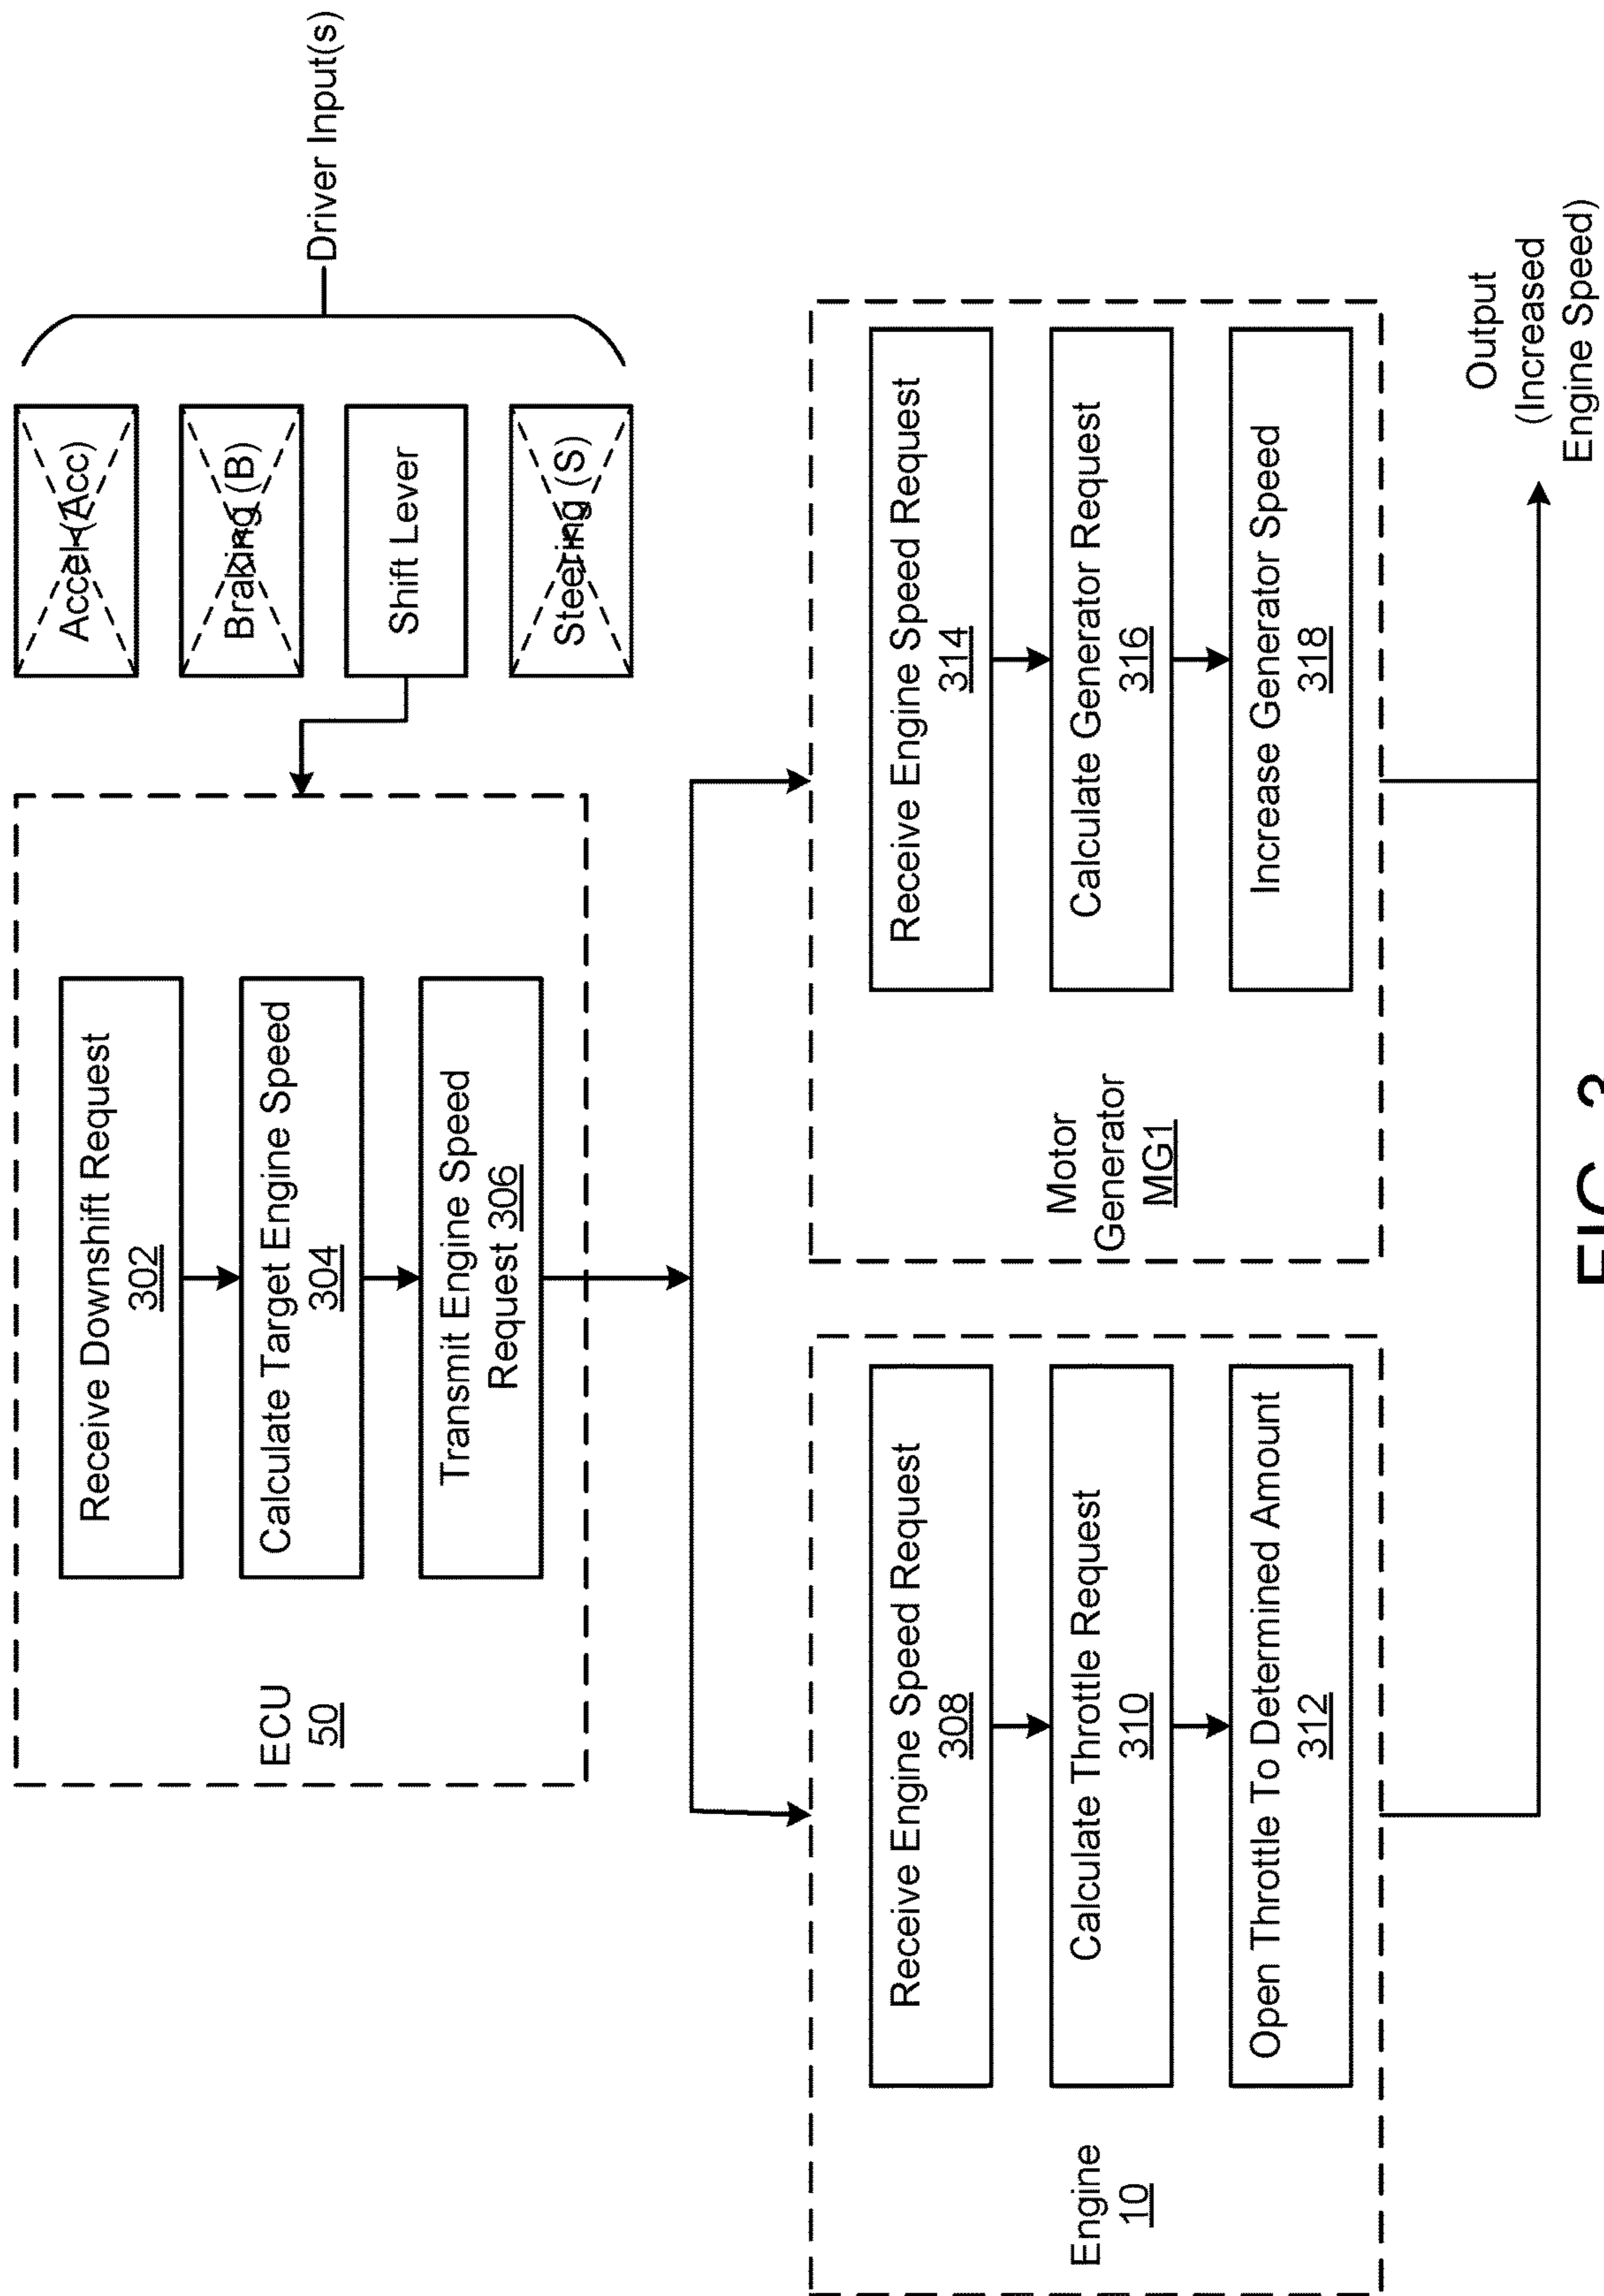 Accel (Acc)
Braking (B)
Shift Lever
Steering (S)
Driver Input(s)
Receive Downshift Request
302
Calculate Target Engine Speed
304
Transmit Engine Speed
Request 306
ECU
50
Receive Engine Speed Request
308
Calculate Throttle Request
310
Open Throttle To Determined Amount
312
Engine
10
Receive Engine Speed Request
314
Calculate Generator Request
316
Increase Generator Speed
318
Motor
Generator
MG1
Output
(Increased
Engine Speed)
FIG. 3